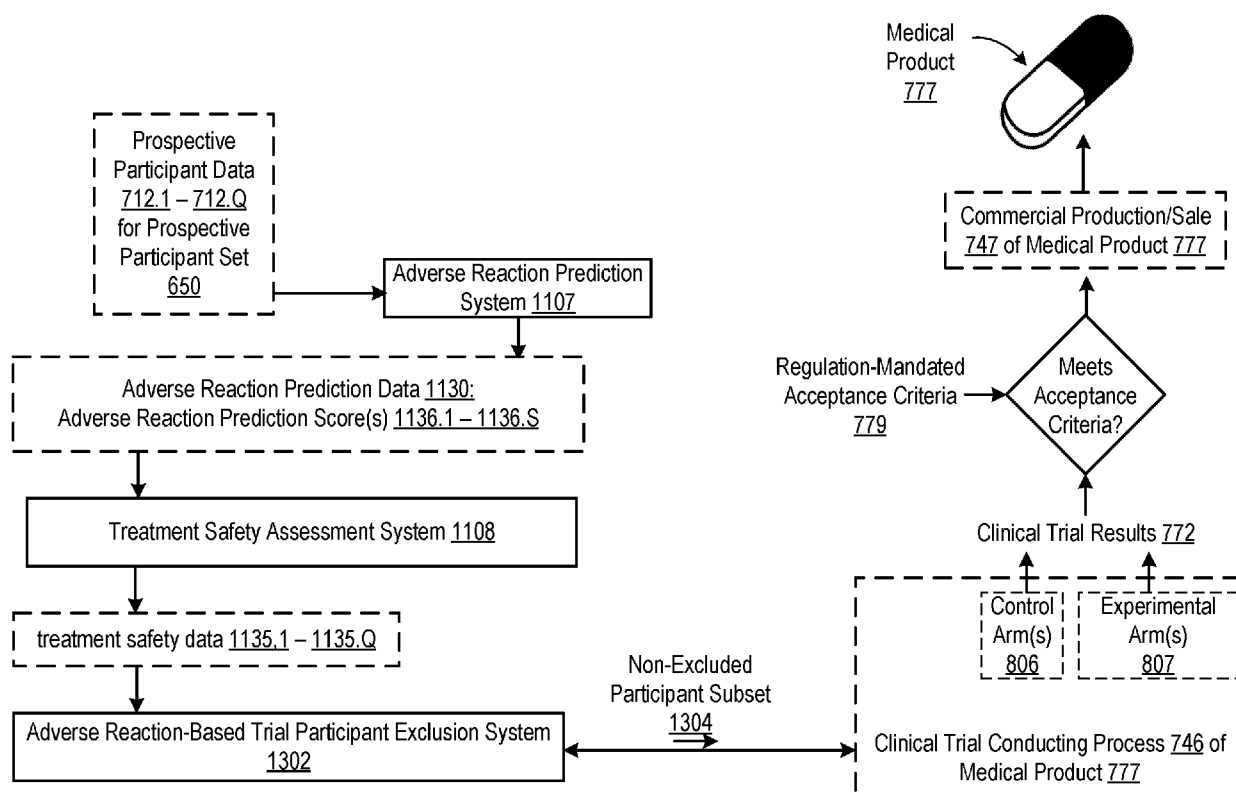 Medical
Product
777
Prospective
Participant Data
712.1 – 712.Q
for Prospective
Participant Set
650
Adverse Reaction Prediction
System 1107
Adverse Reaction Prediction Data 1130:
Adverse Reaction Prediction Score(s) 1136.1 – 1136.S
Treatment Safety Assessment System 1108
treatment safety data 1135,1 – 1135.Q
Adverse Reaction-Based Trial Participant Exclusion System
1302
Non-Excluded
Participant Subset
1304
Commercial Production/Sale
747 of Medical Product 777
Regulation-Mandated
Acceptance Criteria
779
Meets
Acceptance
Criteria?
Clinical Trial Results 772
Control
Arm(s)
806
Experimental
Arm(s)
807
Clinical Trial Conducting Process 746 of
Medical Product 777